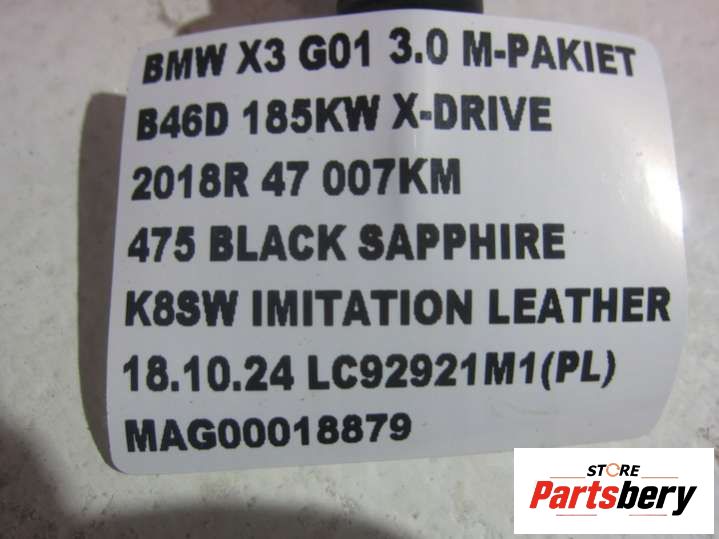 BMW X3 G01 3.0 M-PAKIET
B46D 185KW X-DRIVE
2018R 47 007KM
475 BLACK SAPPHIRE
K8SW IMITATION LEATHER
18.10.24 LC92921M1(PL)
MAG00018879
STORE
Partsbery